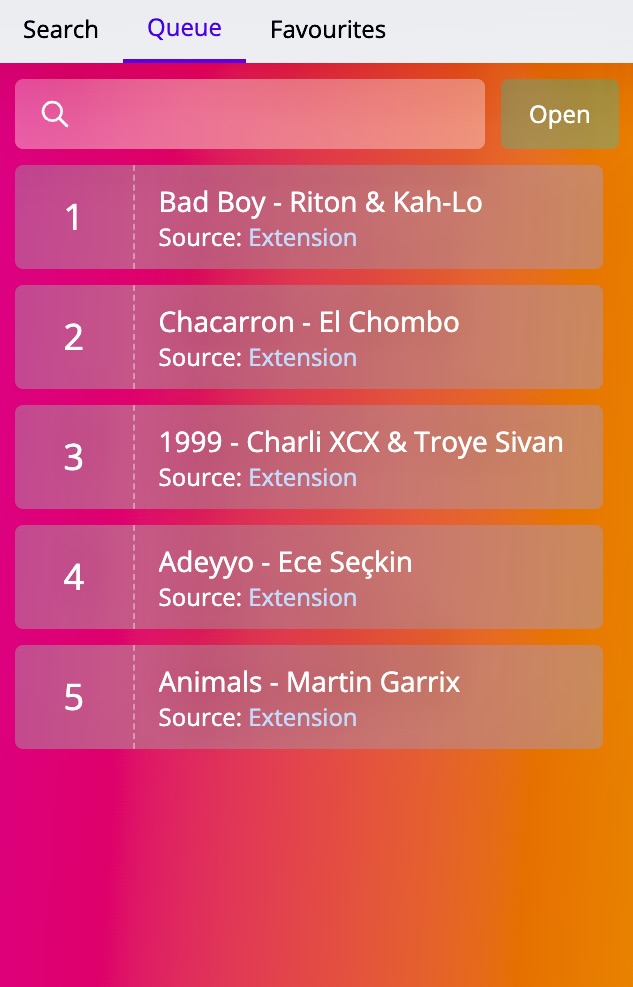 Search Queue Favourites
Open
1
Bad Boy - Riton & Kah-Lo
Source: Extension
2
Chacarron - El Chombo
Source: Extension
3
1999 - Charli XCX & Troye Sivan
Source: Extension
4
Adeyyo - Ece Seçkin
Source: Extension
5
Animals - Martin Garrix
Source: Extension